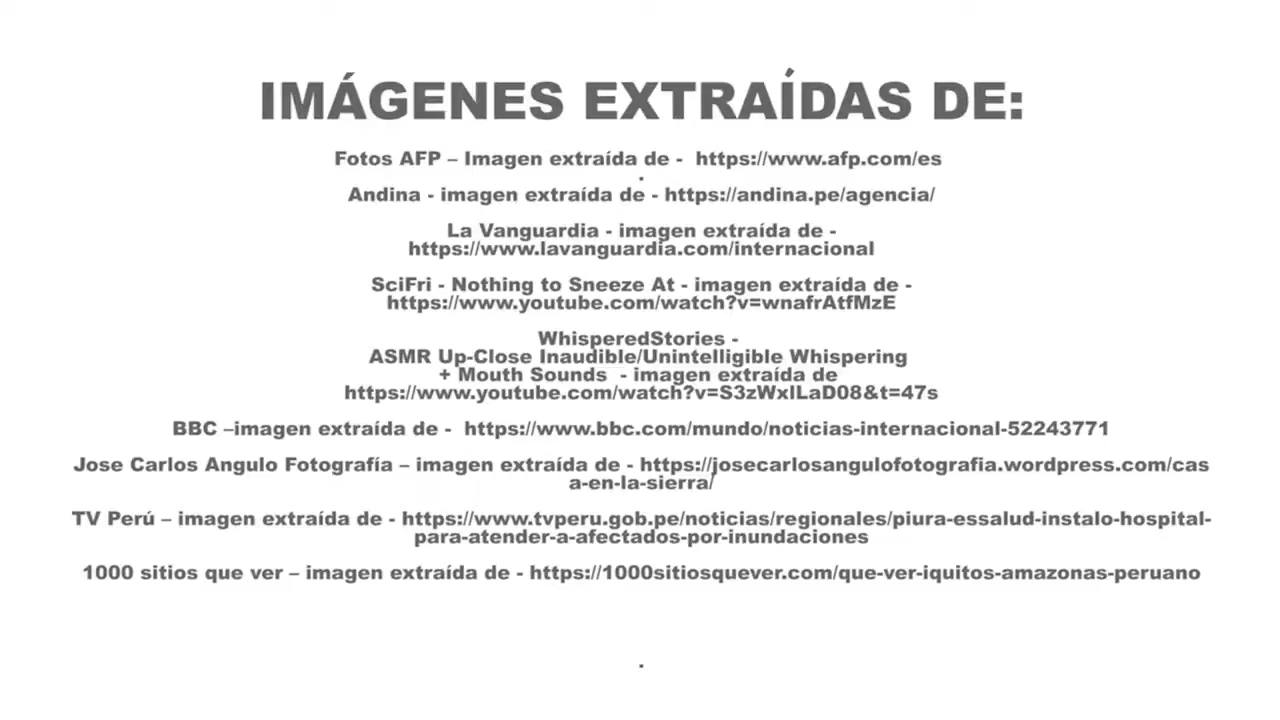 IMÁGENES EXTRAÍDAS DE:
Fotos AFP – Imagen extraída de -  https://www.afp.com/es
.
Andina - imagen extraída de - https://andina.pe/agencia/
La Vanguardia - imagen extraída de -
https://www.lavanguardia.com/internacional
SciFri - Nothing to Sneeze At - imagen extraída de -
https://www.youtube.com/watch?v=wnafrAtfMzE
WhisperedStories -
ASMR Up-Close Inaudible/Unintelligible Whispering
+ Mouth Sounds  - imagen extraída de
https://www.youtube.com/watch?v=S3zWxlLaD08&t=47s
BBC –imagen extraída de -  https://www.bbc.com/mundo/noticias-internacional-52243771
Jose Carlos Angulo Fotografía – imagen extraída de - https://josecarlosangulofotografia.wordpress.com/cas
a-en-la-sierra/
TV Perú – imagen extraída de - https://www.tvperu.gob.pe/noticias/regionales/piura-essalud-instalo-hospital-
para-atender-a-afectados-por-inundaciones
1000 sitios que ver – imagen extraída de - https://1000sitiosquever.com/que-ver-iquitos-amazonas-peruano
.